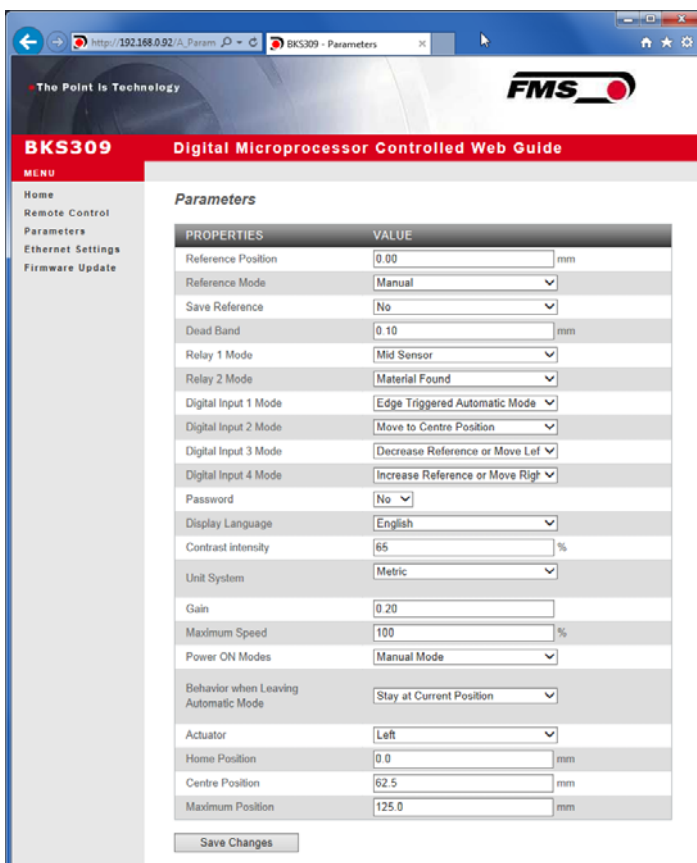 http://192.168.0.92/A_Param
BKS309 - Parameters
The Point Is Technology
FMS
BKS309
Digital Microprocessor Controlled Web Guide
MENU
Home
Remote Control
Parameters
Ethernet Settings
Firmware Update
Parameters
PROPERTIES VALUE
Reference Position 0.00 mm
Reference Mode Manual
Save Reference No
Dead Band 0.10 mm
Relay 1 Mode Mid Sensor
Relay 2 Mode Material Found
Digital Input 1 Mode Edge Triggered Automatic Mode
Digital Input 2 Mode Move to Centre Position
Digital Input 3 Mode Decrease Reference or Move Lef
Digital Input 4 Mode Increase Reference or Move Righ
Password No
Display Language English
Contrast intensity 65 %
Unit System Metric
Gain 0.20
Maximum Speed 100 %
Power ON Modes Manual Mode
Behavior when Leaving
Automatic Mode Stay at Current Position
Actuator Left
Home Position 0.0 mm
Centre Position 62.5 mm
Maximum Position 125.0 mm
Save Changes